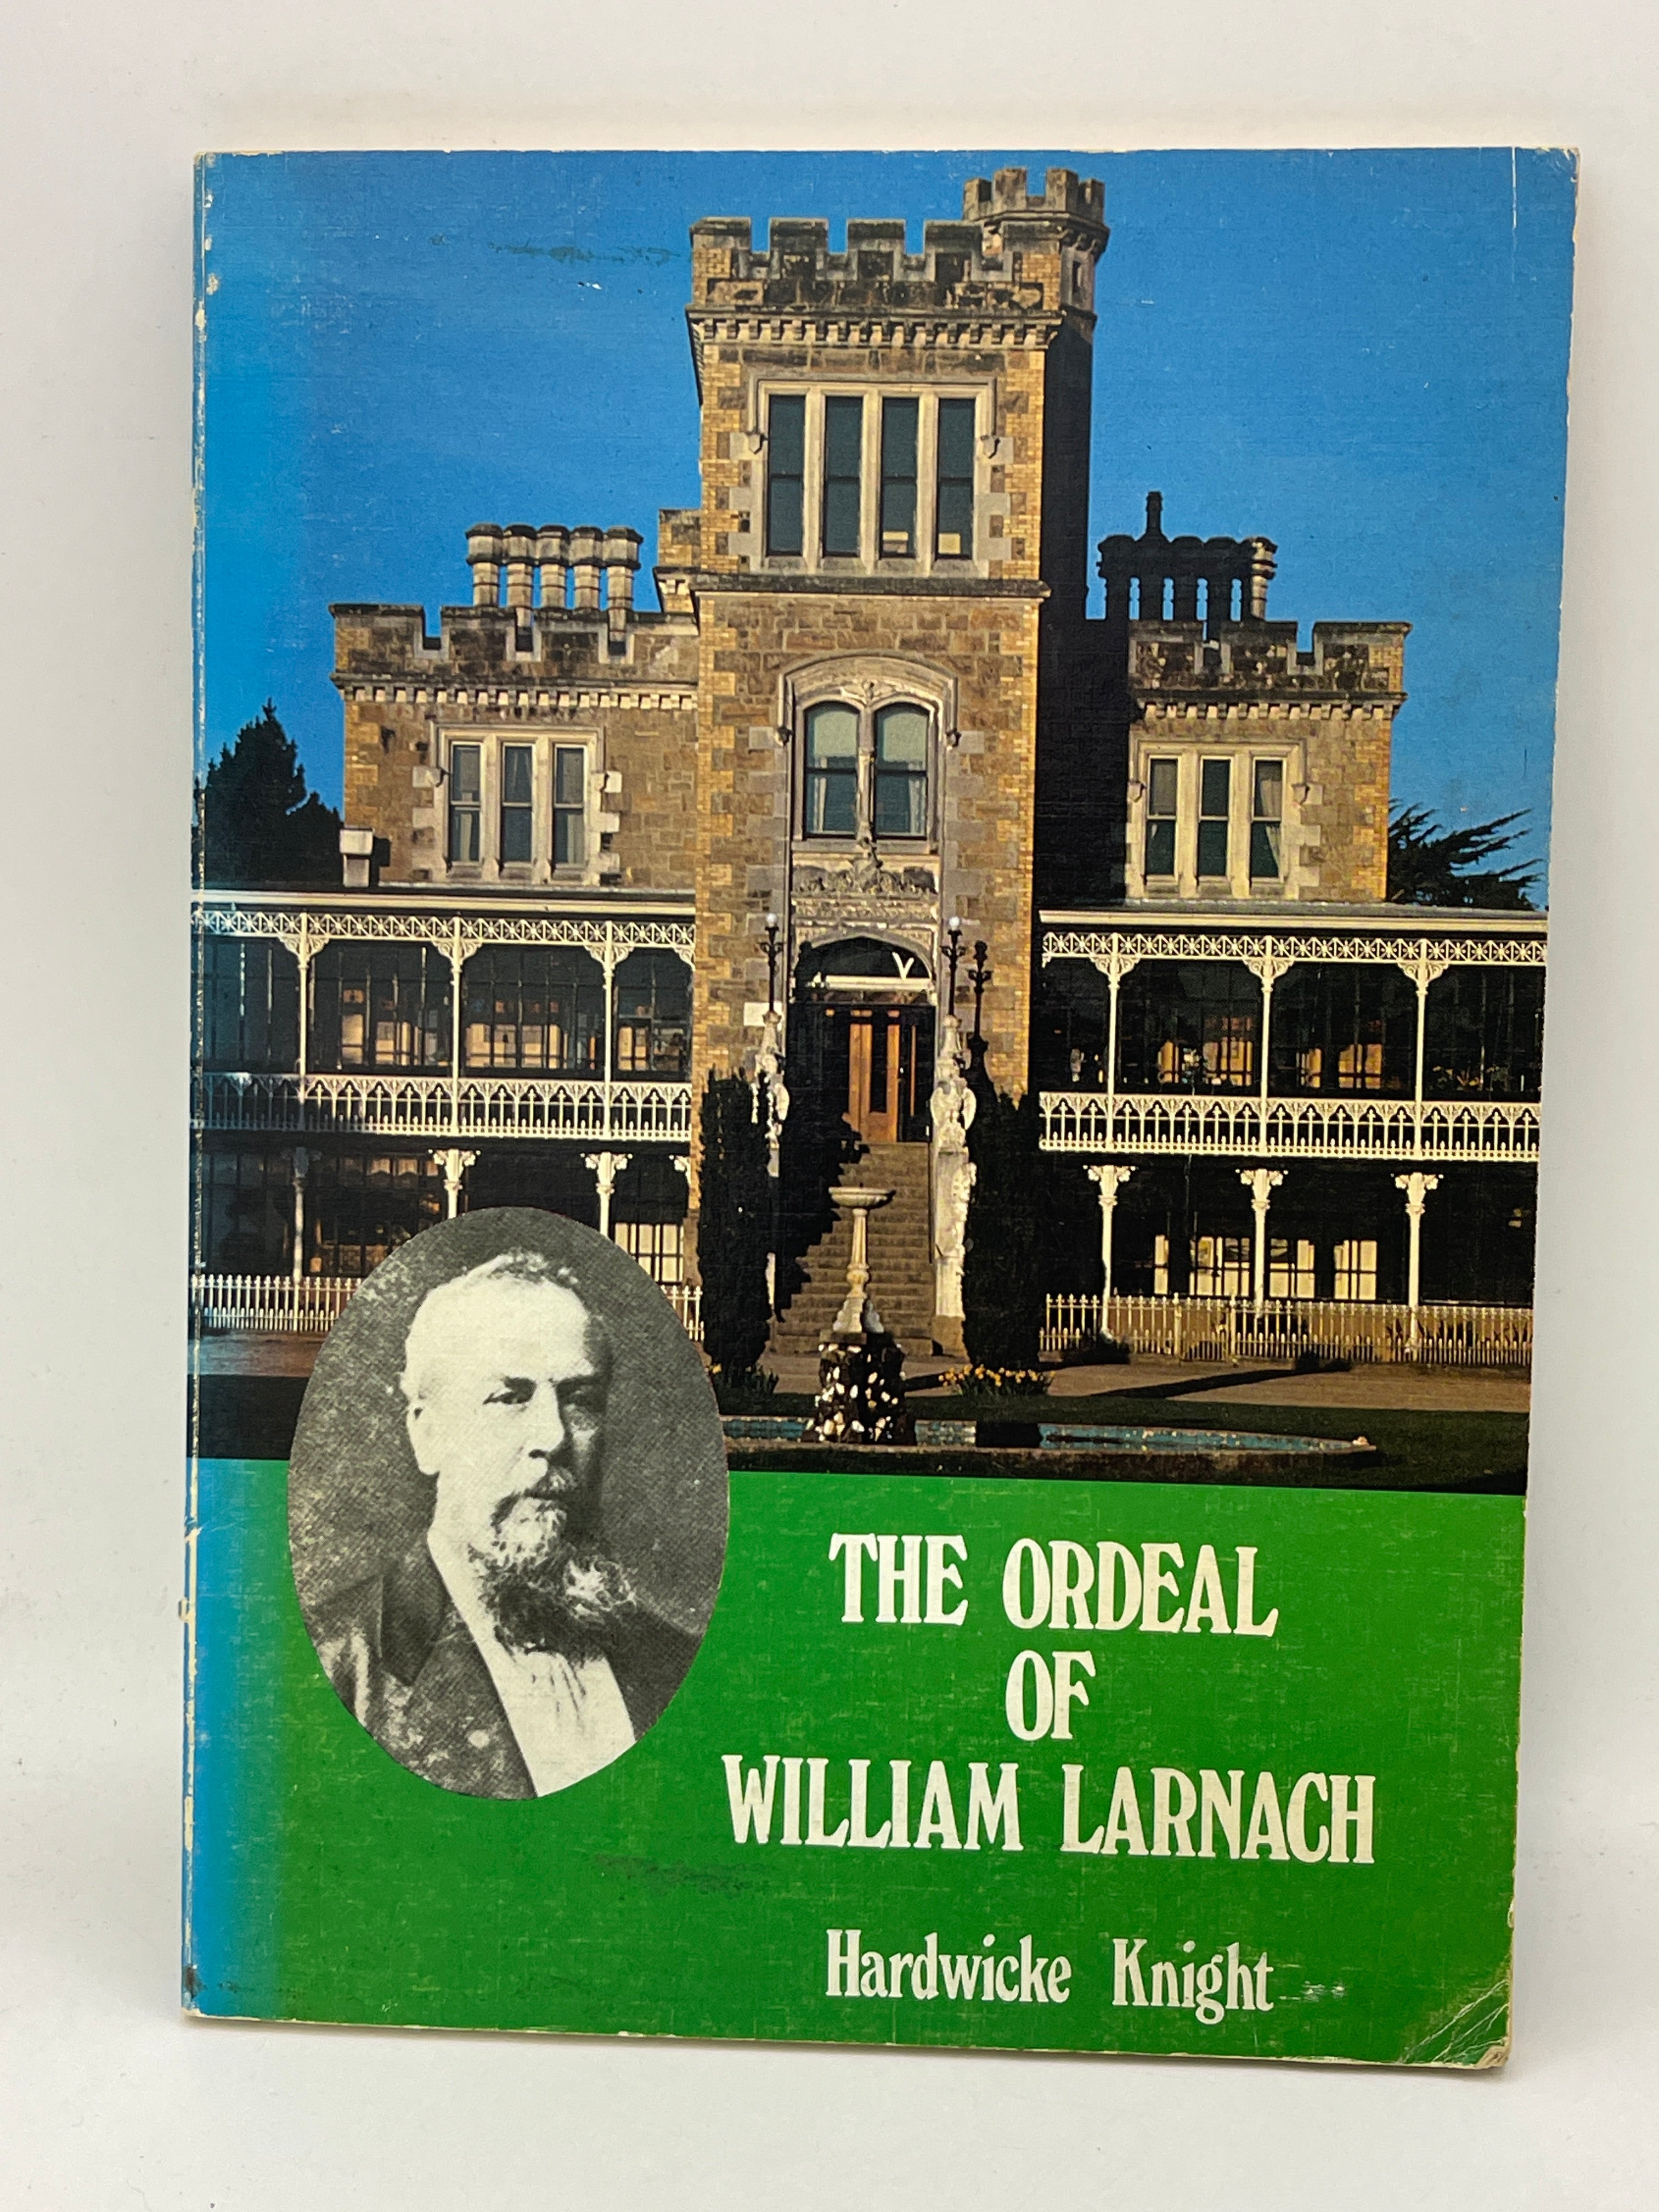 THE ORDEAL
OF
WILLIAM LARNACH
Hardwicke Knight